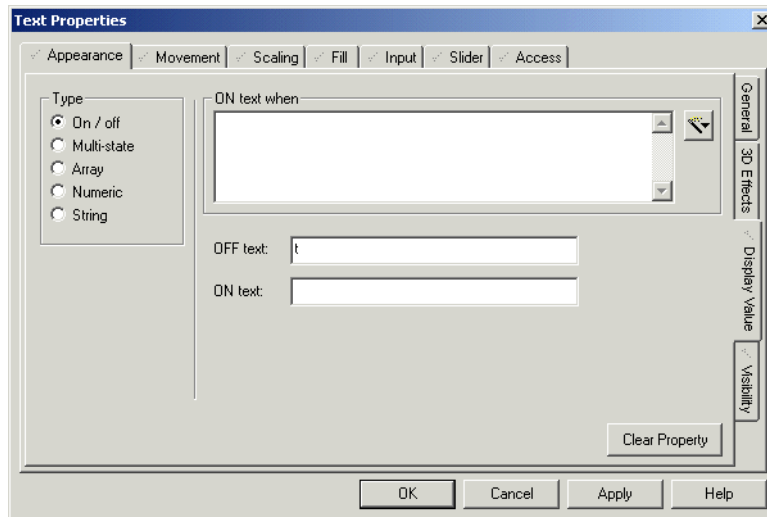 Text Properties
Appearance Movement Scaling Fill Input Slider Access
Type
On / off
Multi-state
Array
Numeric
String
ON text when
OFF text: t
ON text:
General
3D Effects
Display Value
Visibility
Clear Property
OK Cancel Apply Help